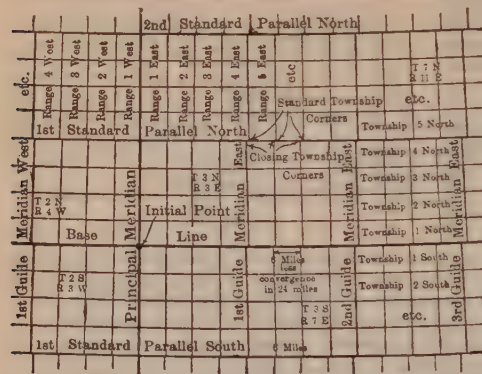 2nd Standard Parallel North
etc.
Range 4 West
Range 3 West
Range 2 West
Range 1 West
Range 1 East
Range 2 East
Range 3 East
Range 4 East
Range 5 East
etc
T 7 N
R 11 E
Standard Township
Corners
etc.
1st Standard Parallel North
Township 5 North
Closing Township
Corners
Township 4 North
T 3 N
R 3 E
Township 3 North
T 2 N
R 4 W
Initial Point
Township 2 North
Base Line
Township 1 North
1st Guide Meridian West
Principal Meridian
1st Guide Meridian East
2nd Guide Meridian East
3rd Guide Meridian East
6 Miles
less
convergence
in 24 miles
Township 1 South
T 2 S
R 3 W
Township 2 South
T 3 S
R 7 E
etc.
1st Standard Parallel South
6 Miles